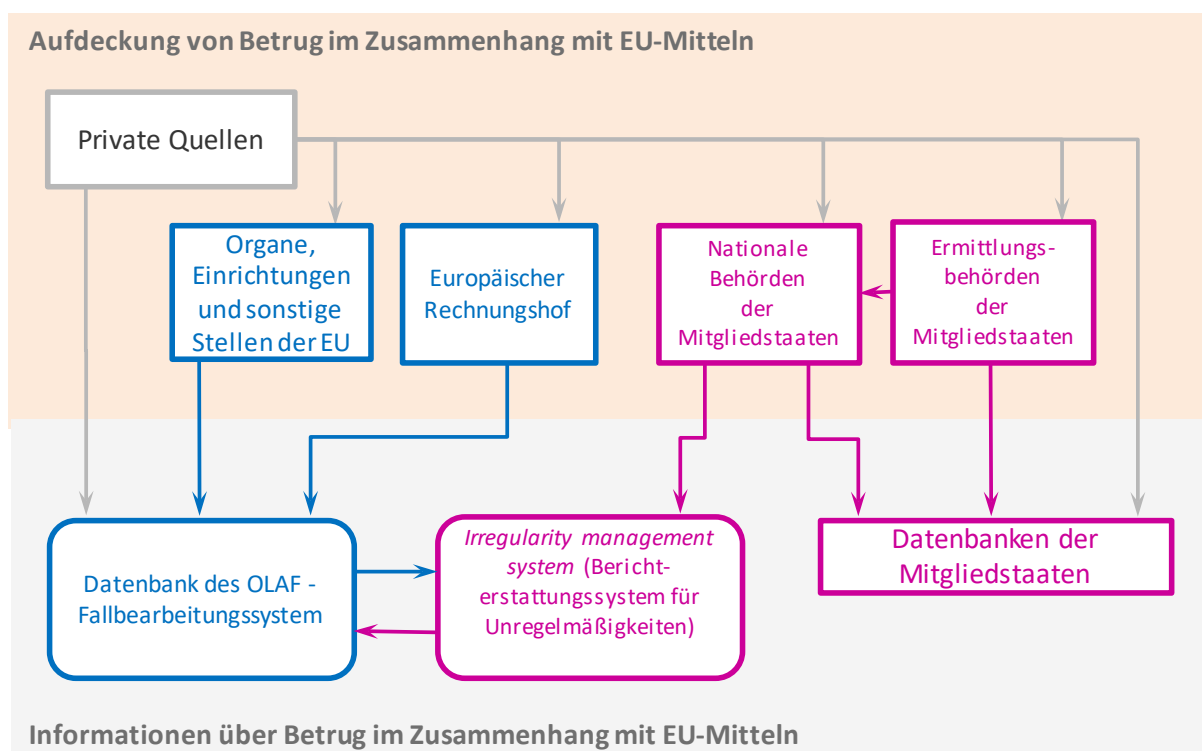 Aufdeckung von Betrug im Zusammenhang mit EU-Mitteln
Private Quellen
Organe,
Einrichtungen
und sonstige
Stellen der EU
Europäischer
Rechnungshof
Nationale
Behörden
der
Mitgliedstaaten
Ermittlungs-
behörden
der
Mitgliedstaaten
Datenbank des OLAF -
Fallbearbeitungssystem
Irregularity management
system (Bericht-
erstattungssystem für
Unregelmäßigkeiten)
Datenbanken der
Mitgliedstaaten
Informationen über Betrug im Zusammenhang mit EU-Mitteln